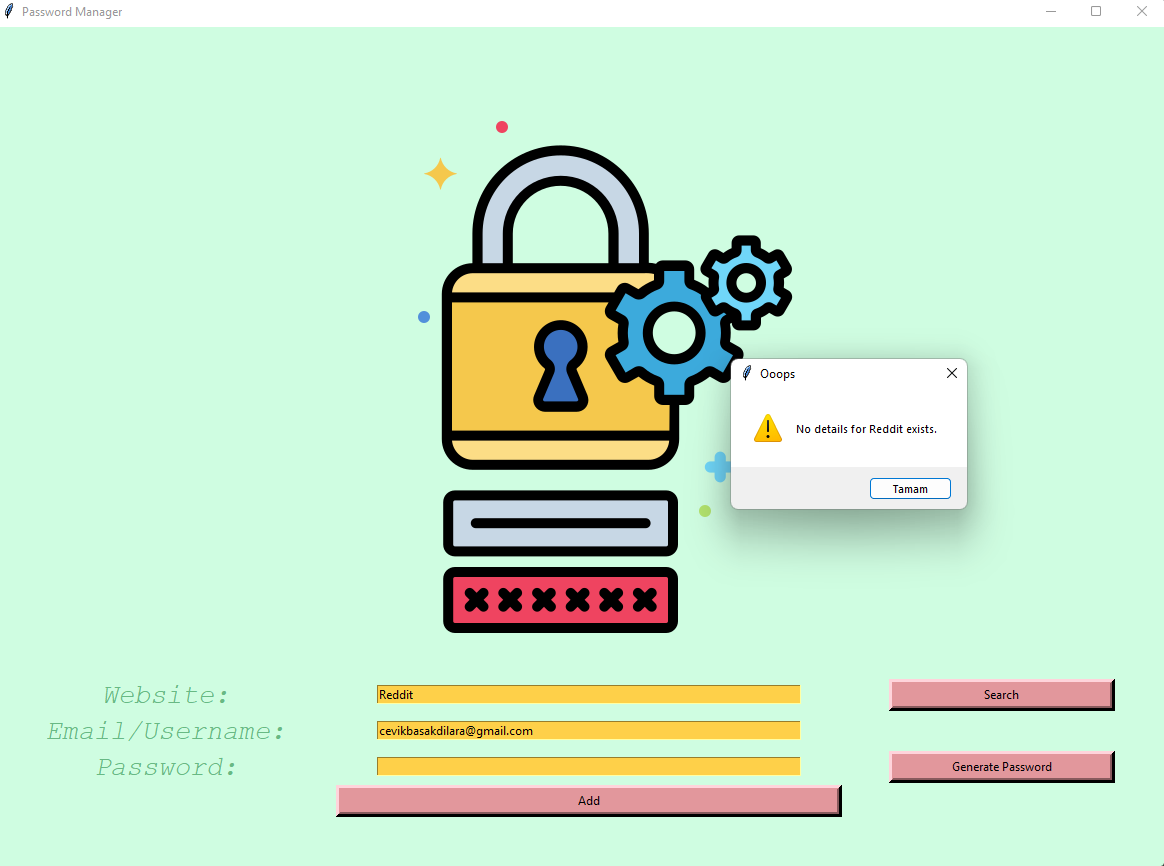 Password Manager
Ooops
No details for Reddit exists.
Tamam
Website:
Reddit
Search
Email/Username:
cevikbasakdilara@gmail.com
Password:
Generate Password
Add